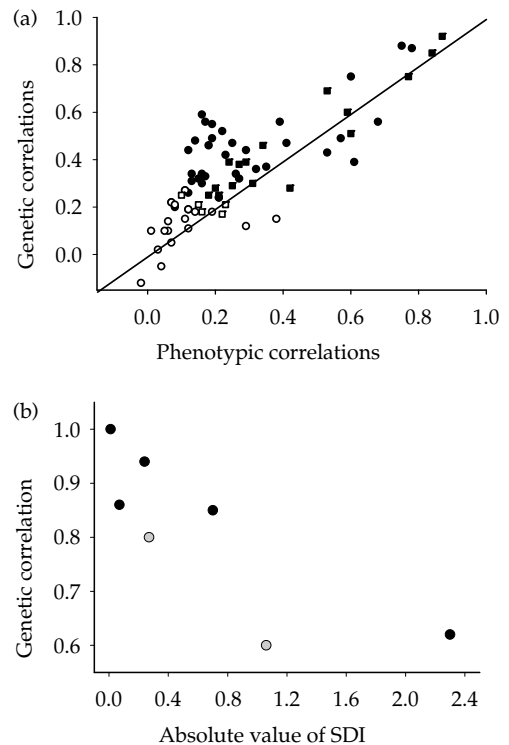 (a)
1.0
0.8
0.6
0.4
0.2
0.0
Genetic correlations
0.0 0.2 0.4 0.6 0.8 1.0
Phenotypic correlations
(b)
1.0
0.9
0.8
0.7
0.6
Genetic correlation
0.0 0.4 0.8 1.2 1.6 2.0 2.4
Absolute value of SDI